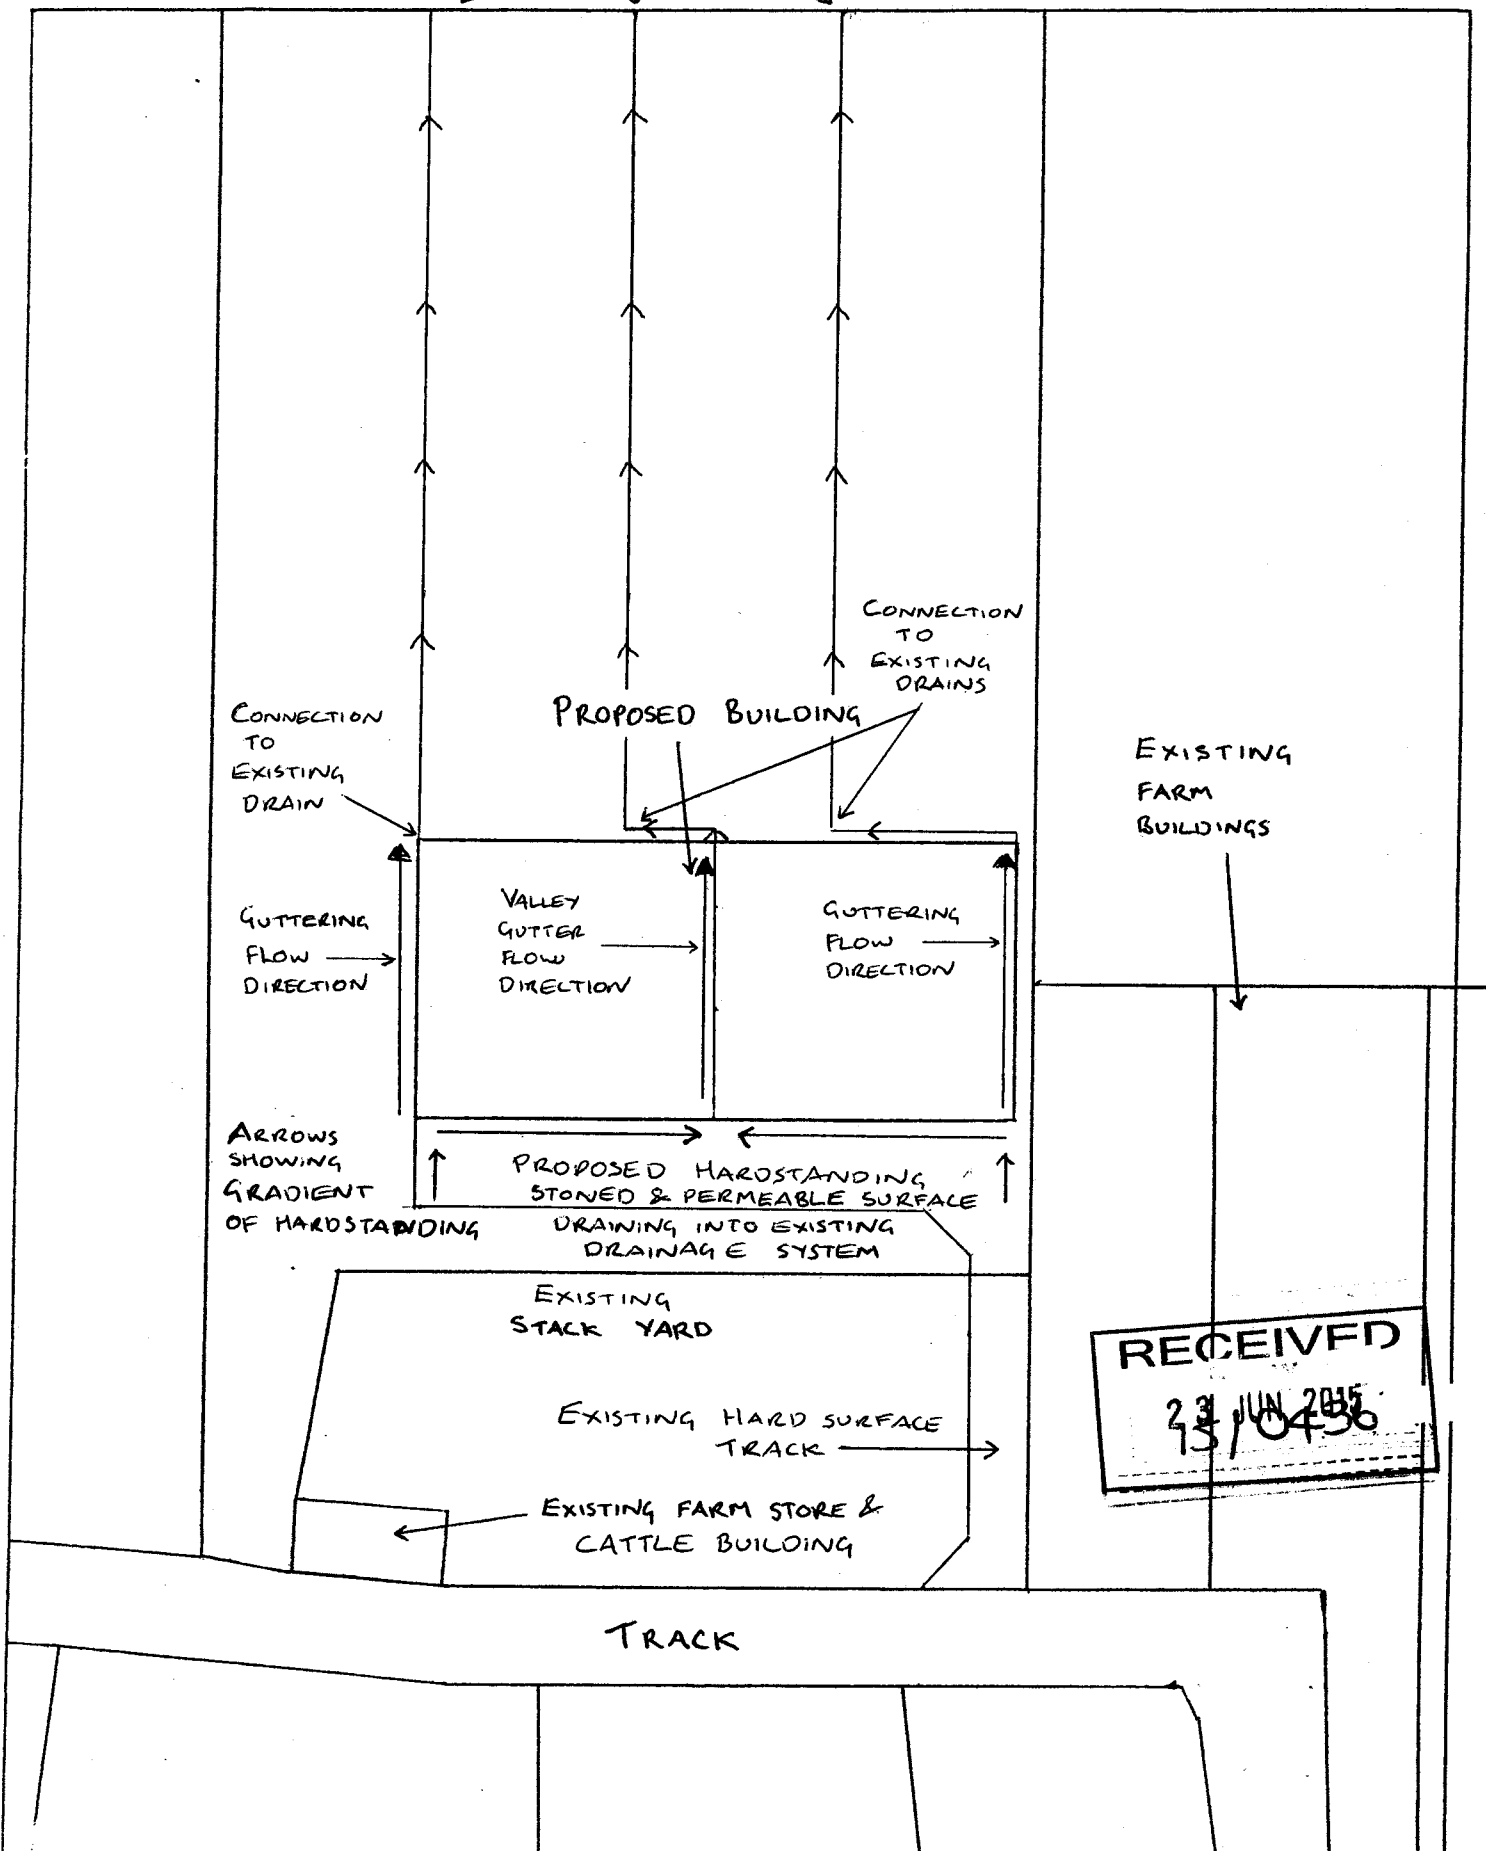 CONNECTION
TO
EXISTING
DRAINS
PROPOSED BUILDING
CONNECTION
TO
EXISTING
DRAIN
EXISTING
FARM
BUILDINGS
GUTTERING
FLOW
DIRECTION
VALLEY
GUTTER
FLOW
DIRECTION
GUTTERING
FLOW
DIRECTION
ARROWS
SHOWING
GRADIENT
OF HARDSTANDING
PROPOSED HARDSTANDING
STONED & PERMEABLE SURFACE
DRAINING INTO EXISTING
DRAINAGE SYSTEM
EXISTING
STACK YARD
RECEIVED
JUN 2015
15/0436
EXISTING HARD SURFACE
TRACK
EXISTING FARM STORE &
CATTLE BUILDING
TRACK